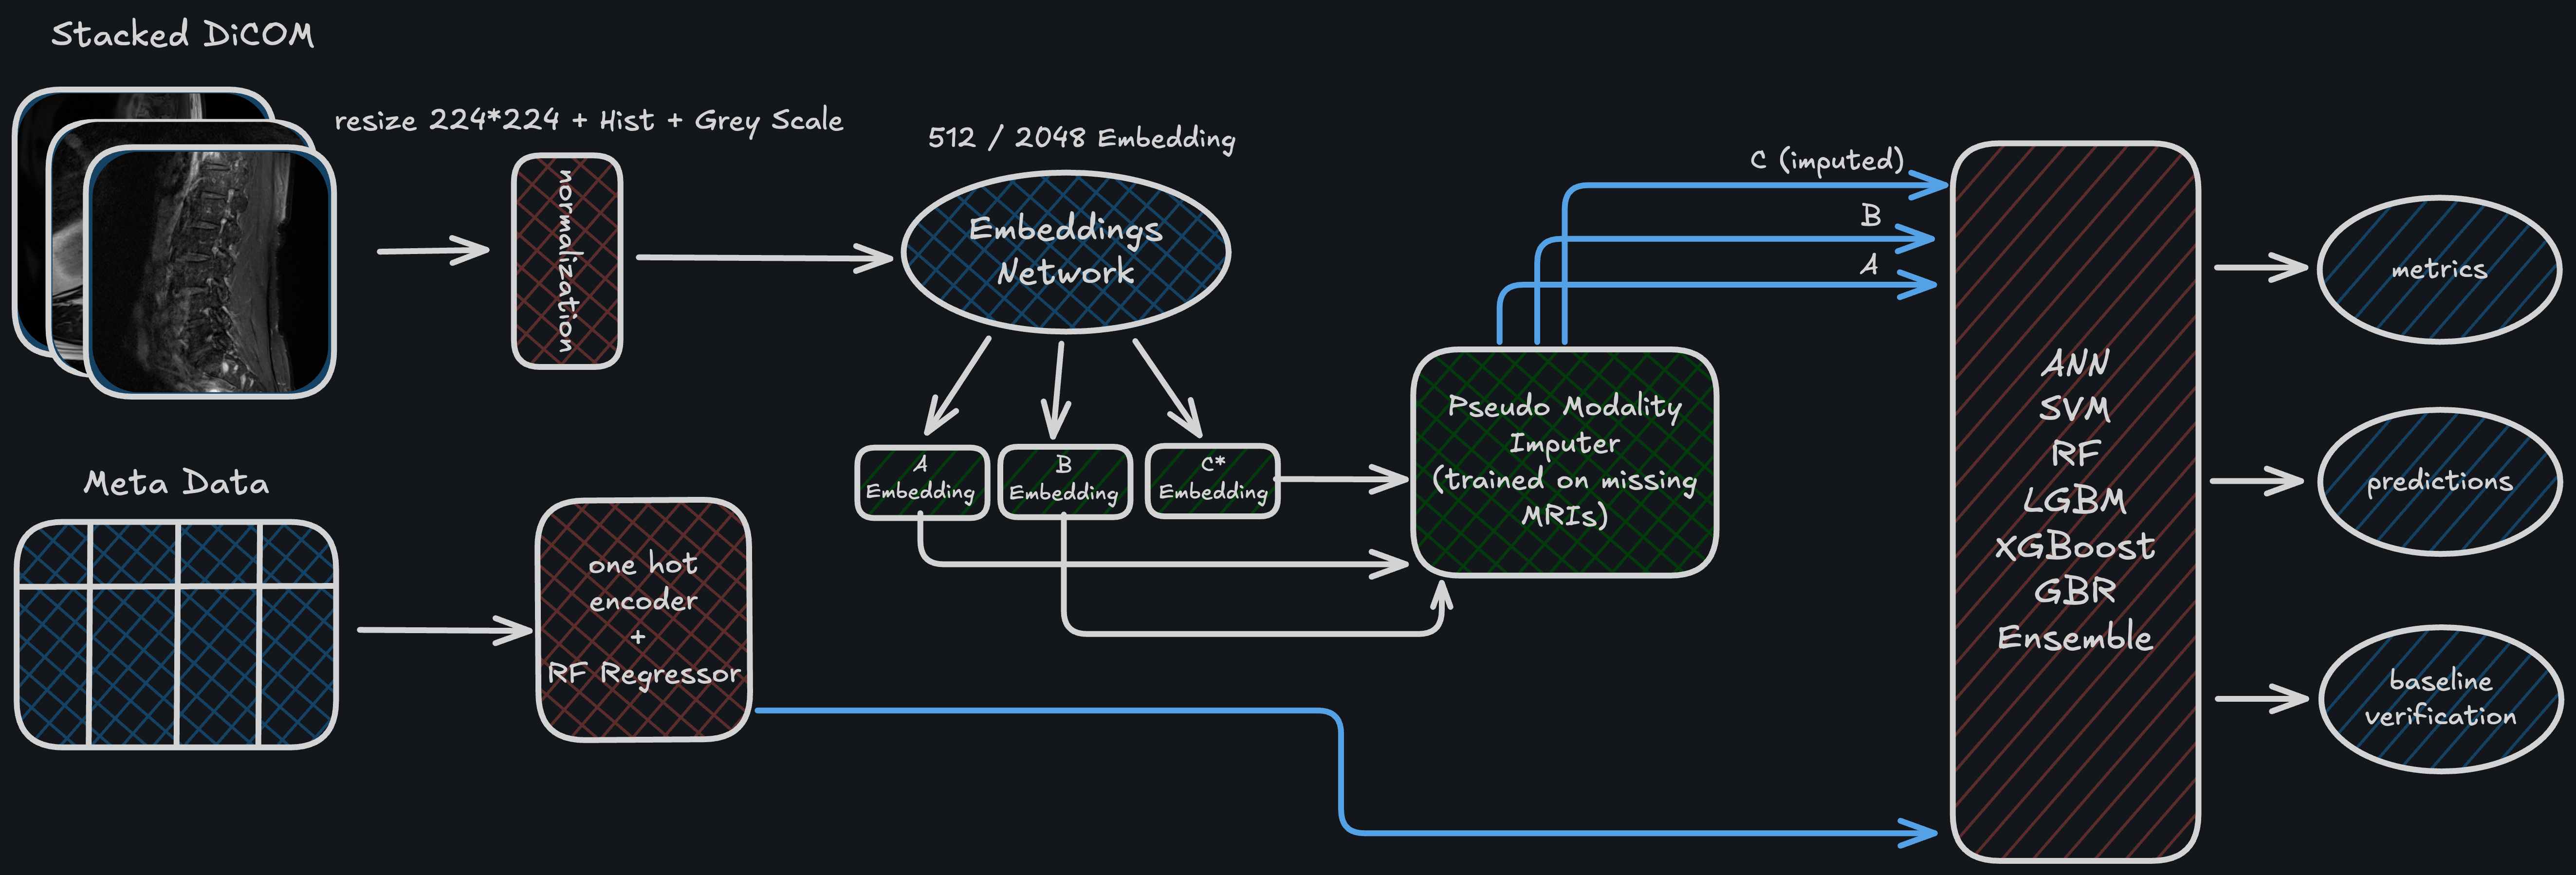 Stacked DiCOM
resize 224*224 + Hist + Grey Scale
normalization
512 / 2048 Embedding
Embeddings
Network
A
Embedding
B
Embedding
C*
Embedding
Pseudo Modality
Imputer
(trained on missing
MRIs)
C (imputed)
B
A
Meta Data
one hot
encoder
+
RF Regressor
ANN
SVM
RF
LGBM
XGBoost
GBR
Ensemble
metrics
predictions
baseline
verification